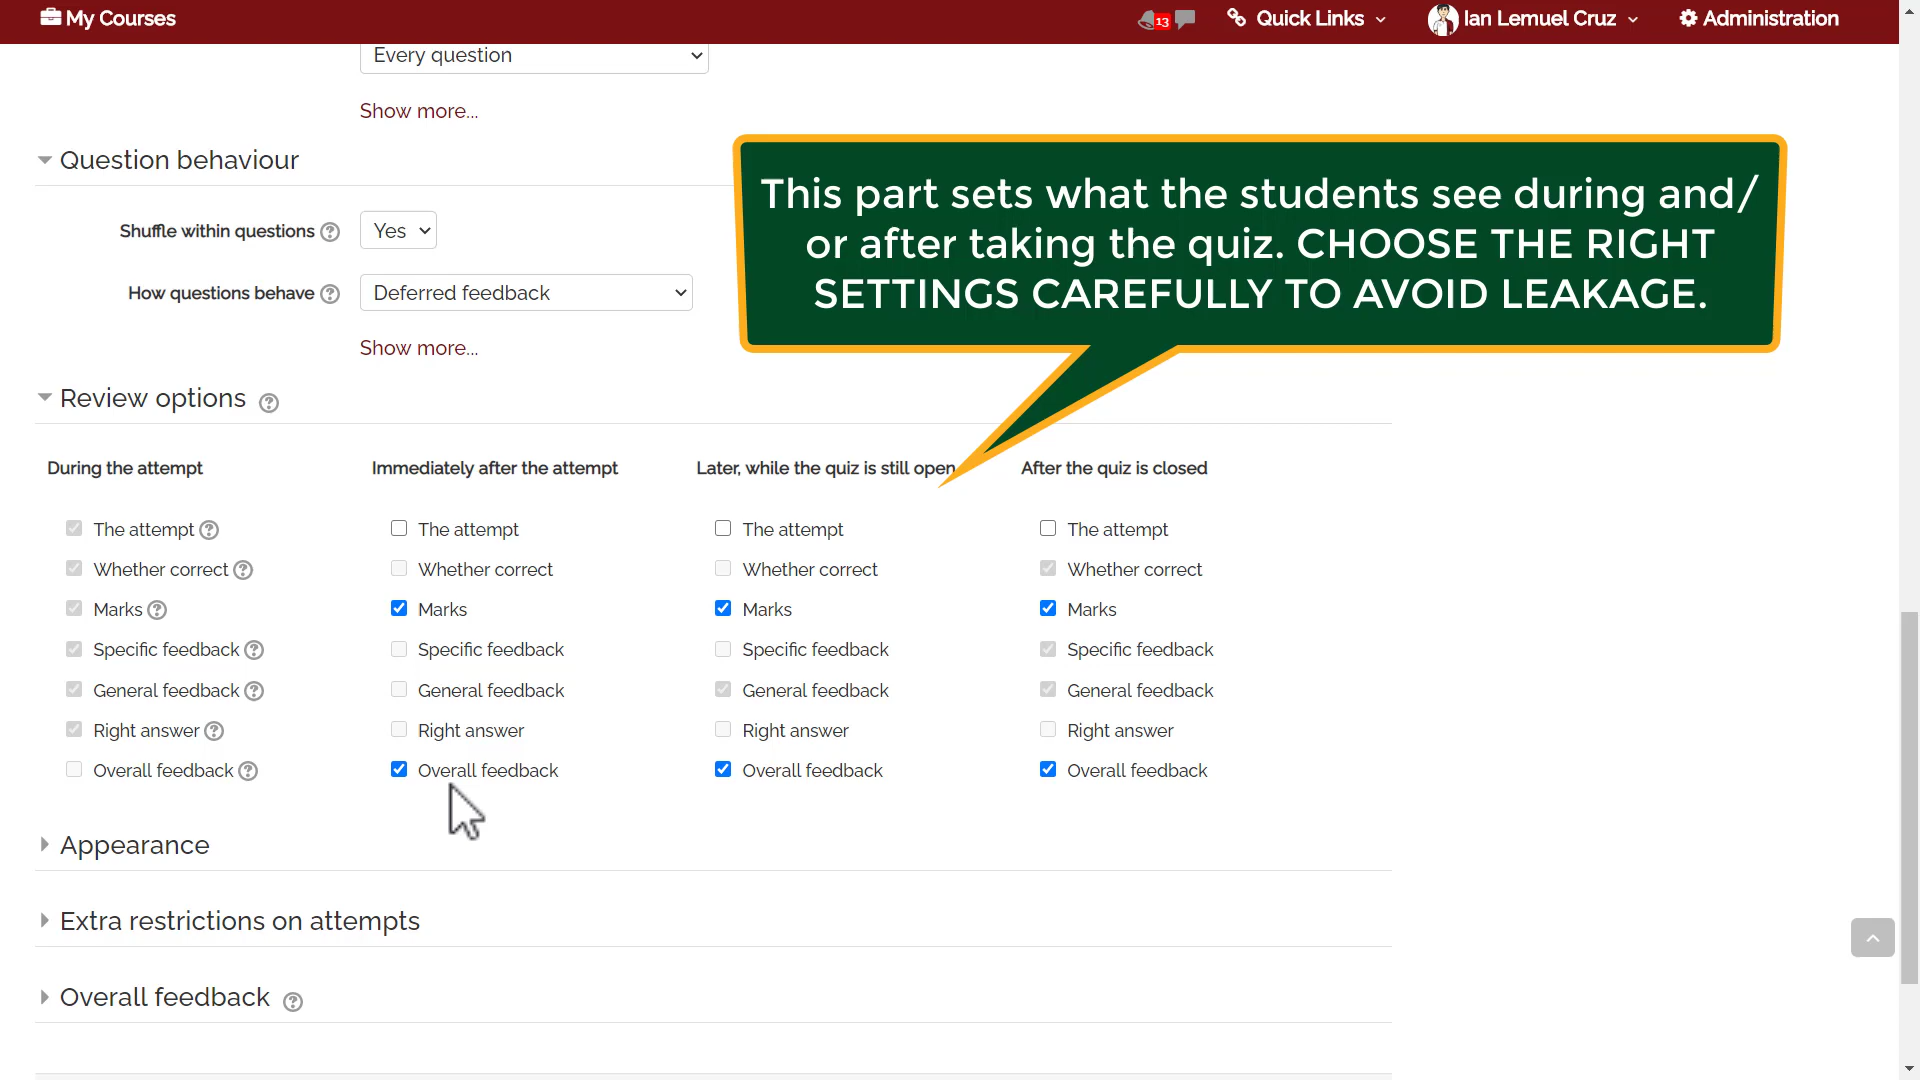 My Courses
13
Quick Links
Ian Lemuel Cruz
Administration
Every question
Show more...
Question behaviour
Shuffle within questions
Yes
How questions behave
Deferred feedback
Show more...
This part sets what the students see during and/
or after taking the quiz. CHOOSE THE RIGHT
SETTINGS CAREFULLY TO AVOID LEAKAGE.
Review options
During the attempt
Immediately after the attempt
Later, while the quiz is still open
After the quiz is closed
The attempt
The attempt
The attempt
The attempt
Whether correct
Whether correct
Whether correct
Whether correct
Marks
Marks
Marks
Marks
Specific feedback
Specific feedback
Specific feedback
Specific feedback
General feedback
General feedback
General feedback
General feedback
Right answer
Right answer
Right answer
Right answer
Overall feedback
Overall feedback
Overall feedback
Overall feedback
Appearance
Extra restrictions on attempts
Overall feedback